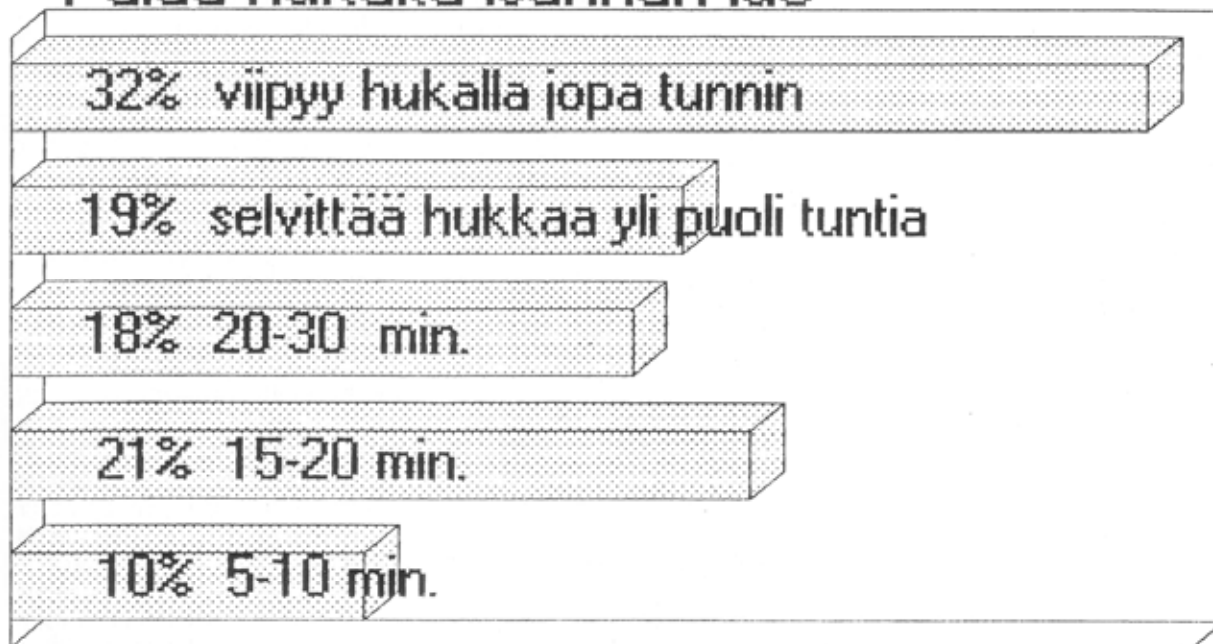 32% viipyy hukalla jopa tunnin
19% selvittää hukkaa yli puoli tuntia
18% 20-30 min.
21% 15-20 min.
10% 5-10 min.